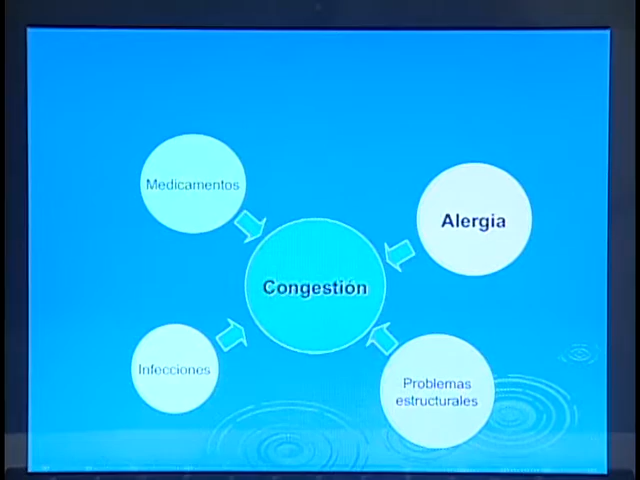 Medicamentos
Alergia
Congestión
Infecciones
Problemas
estructurales